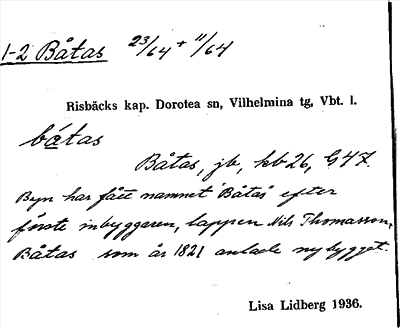 1-2 Båtas 23/64 + 11/64
Risbäcks kap. Dorotea sn, Vilhelmina tg, Vbt. l.
båtas
Båtas, jb, kb 26, G47.
Byn har fått namnet "Båtas" efter
förste inbyggaren, lappen Nils Thomasson,
Båtas som år 1821 anlade nybygget.
Lisa Lidberg 1936.